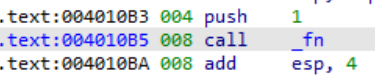 .text:004010B3 004 push 1
.text:004010B5 008 call _fn
.text:004010BA 008 add esp, 4